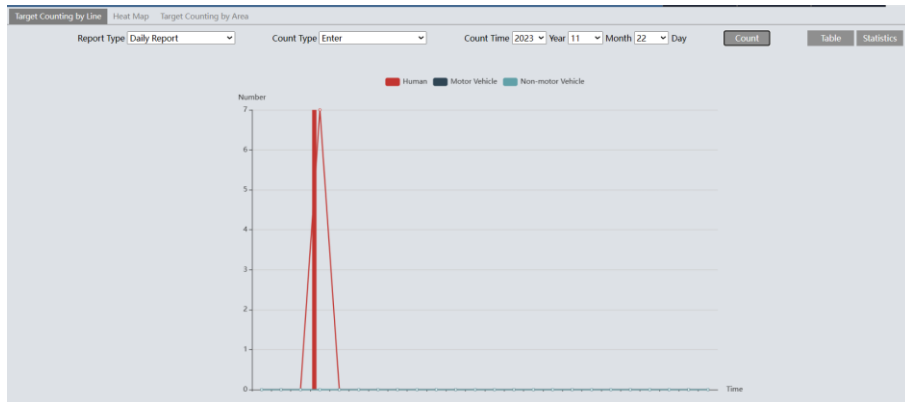 Target Counting by Line Heat Map Target Counting by Area
Report Type Daily Report Count Type Enter Count Time 2023 Year 11 Month 22 Day Count Table Statistics
Human Motor Vehicle Non-motor Vehicle
Number
7
6
5
4
3
2
1
0
Time